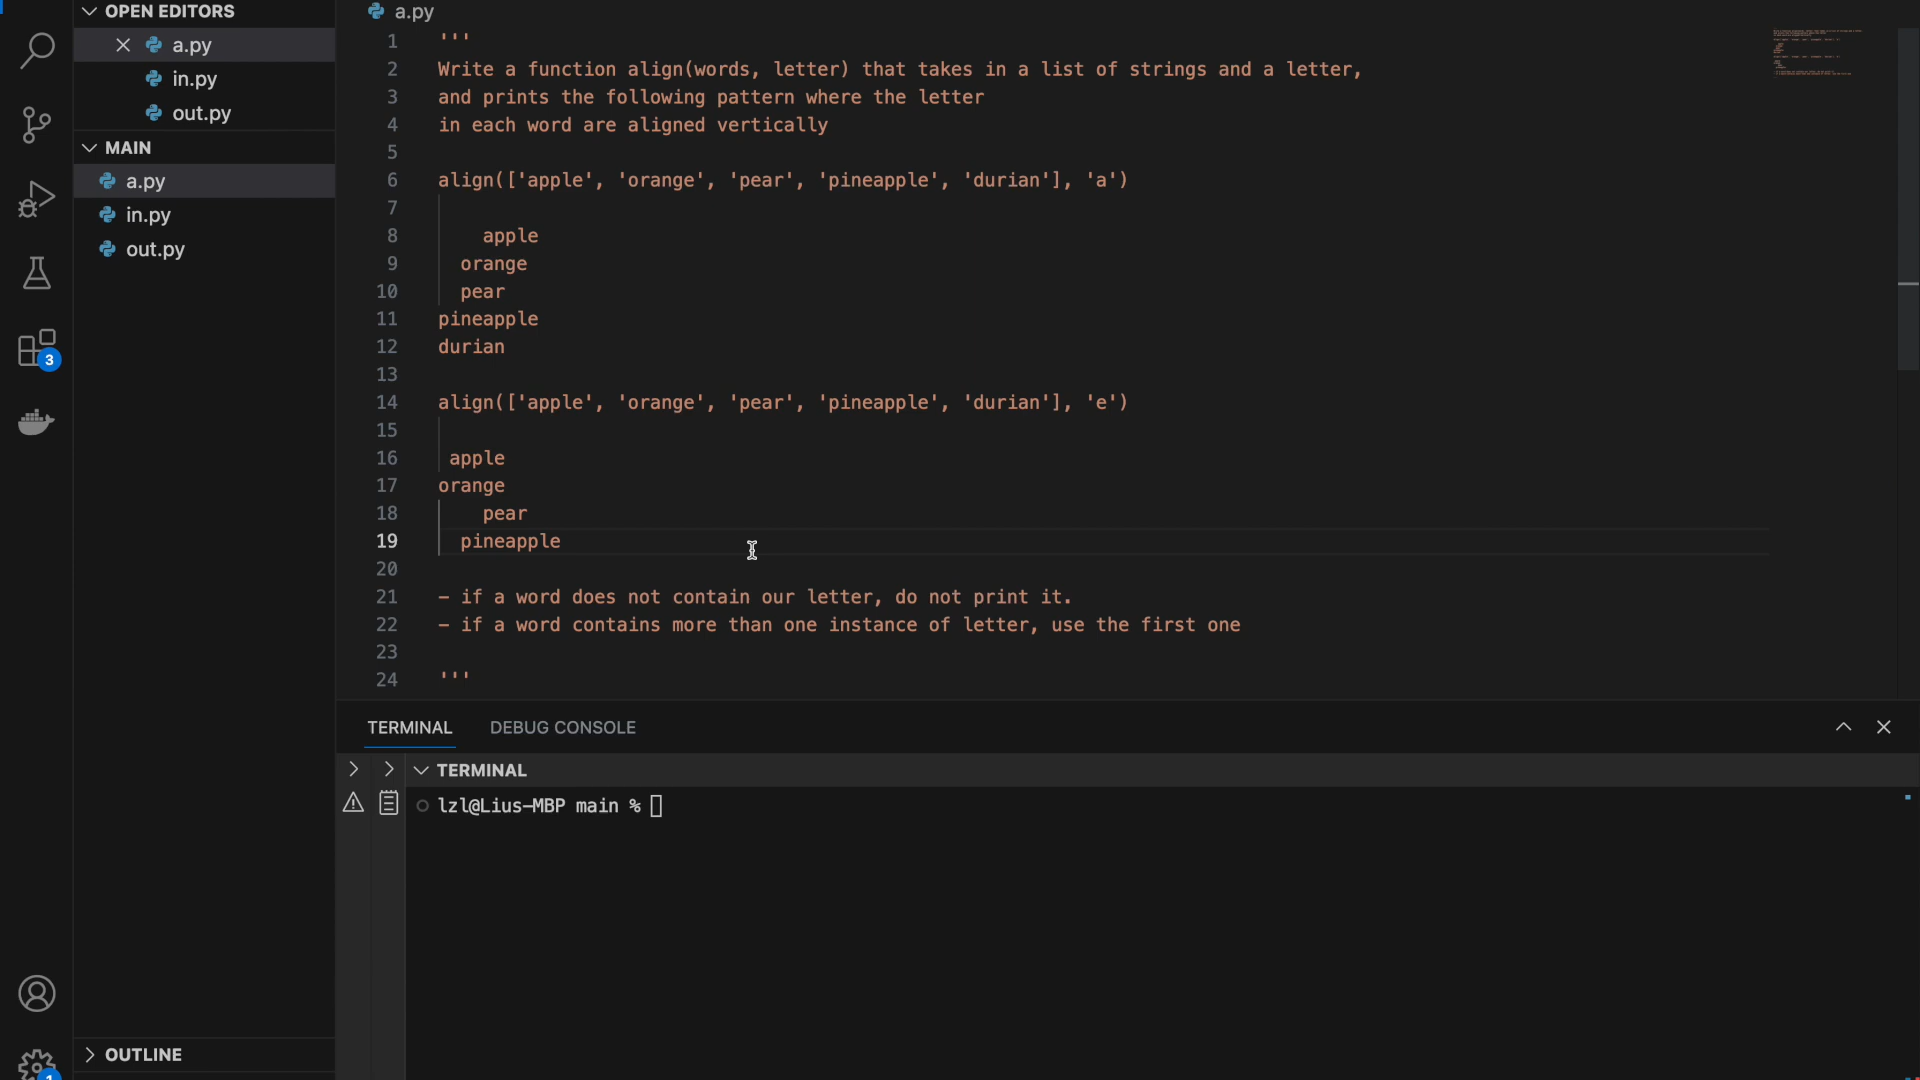 OPEN EDITORS
a.py
in.py
out.py
MAIN
a.py
in.py
out.py
3
1
OUTLINE
a.py
1 '''
2 Write a function align(words, letter) that takes in a list of strings and a letter,
3 and prints the following pattern where the letter
4 in each word are aligned vertically
5
6 align(['apple', 'orange', 'pear', 'pineapple', 'durian'], 'a')
7
8     apple
9   orange
10   pear
11 pineapple
12 durian
13
14 align(['apple', 'orange', 'pear', 'pineapple', 'durian'], 'e')
15
16  apple
17 orange
18     pear
19   pineapple
20
21 - if a word does not contain our letter, do not print it.
22 - if a word contains more than one instance of letter, use the first one
23
24 '''
TERMINAL DEBUG CONSOLE
TERMINAL
lzl@Lius-MBP main %